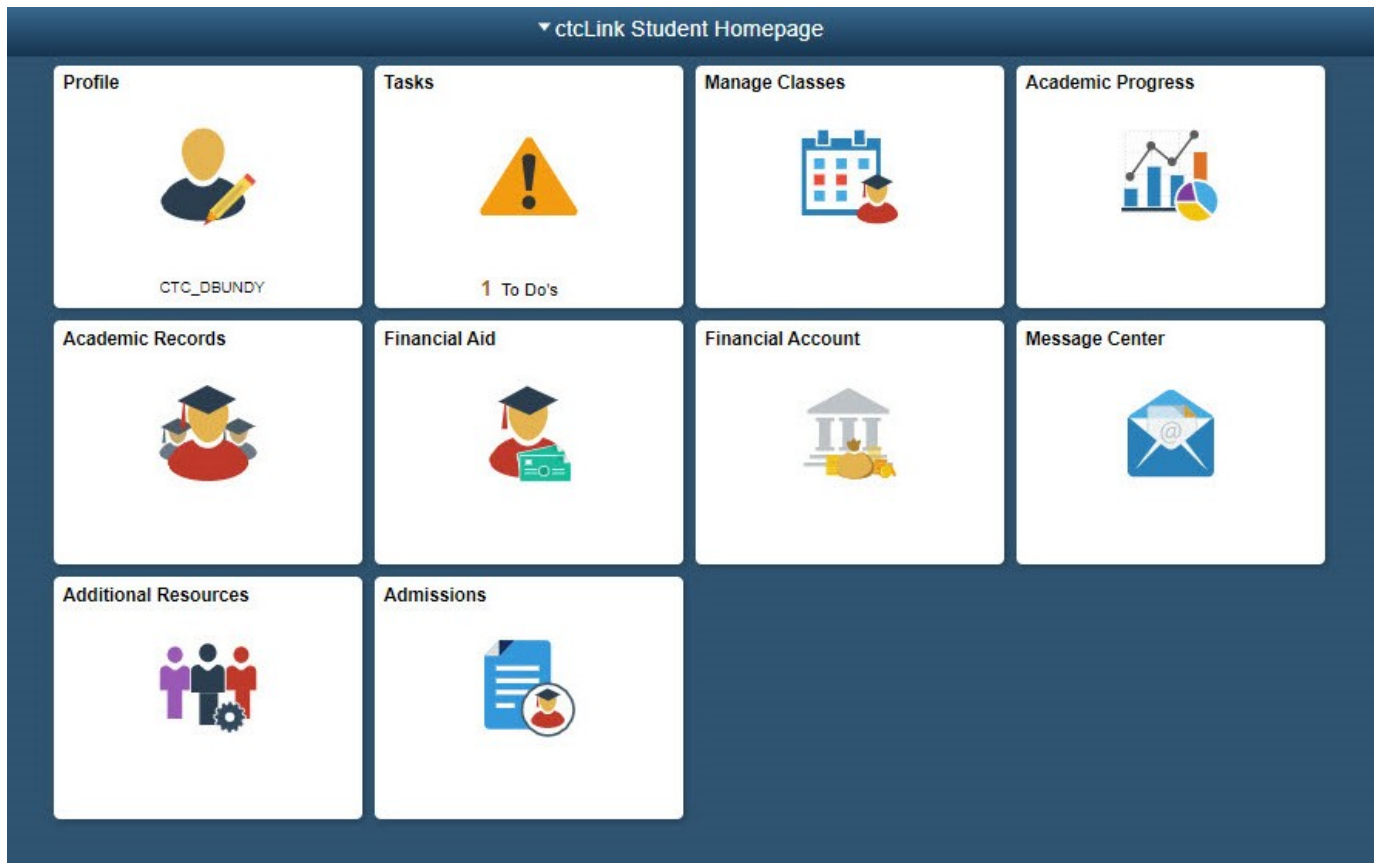 ctcLink Student Homepage
Profile
CTC_DBUNDY
Tasks
1 To Do's
Manage Classes
Academic Progress
Academic Records
Financial Aid
Financial Account
Message Center
@
Additional Resources
Admissions